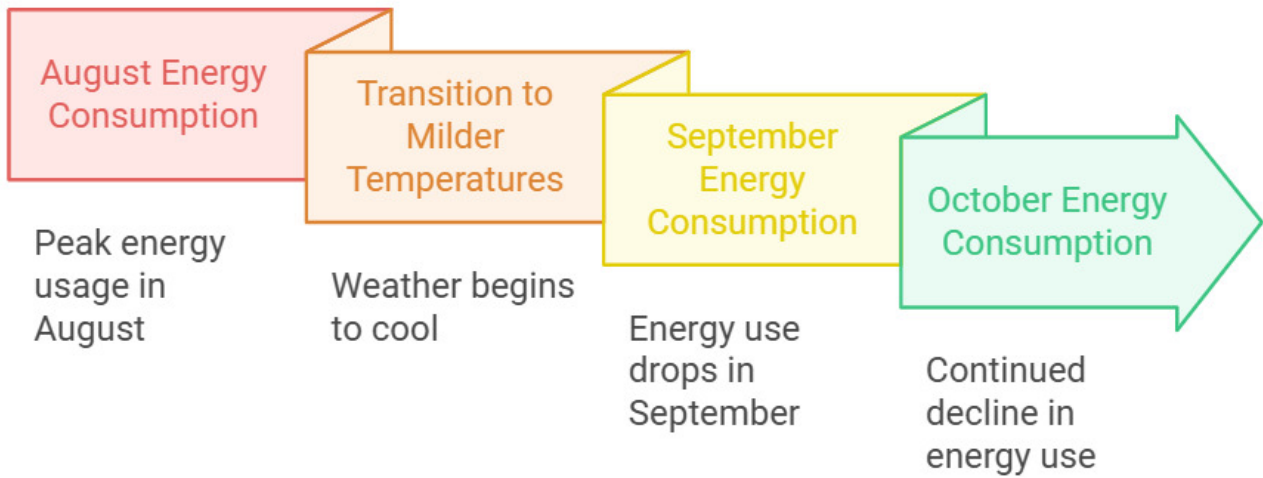 August Energy
Consumption
Peak energy
usage in
August
Transition to
Milder
Temperatures
Weather begins
to cool
September
Energy
Consumption
Energy use
drops in
September
October Energy
Consumption
Continued
decline in
energy use